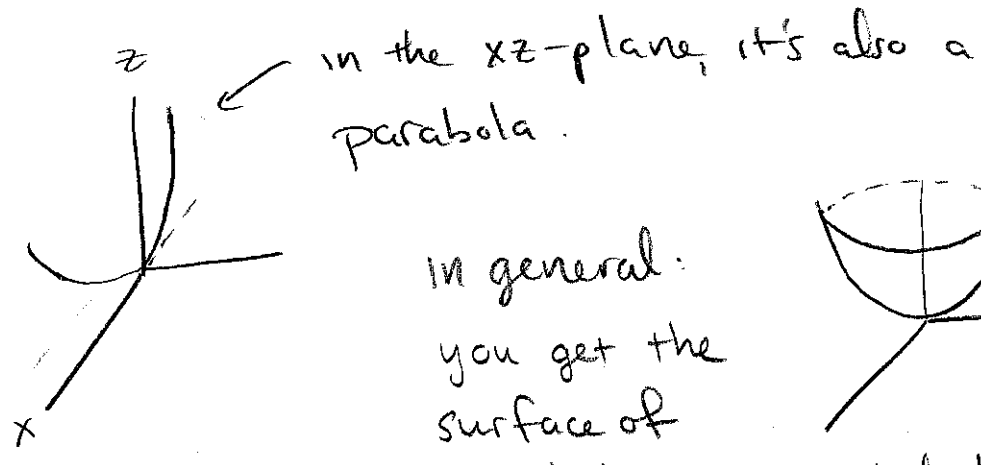 z
in the xz-plane, it's also a
parabola.
in general:
you get the
surface of
x